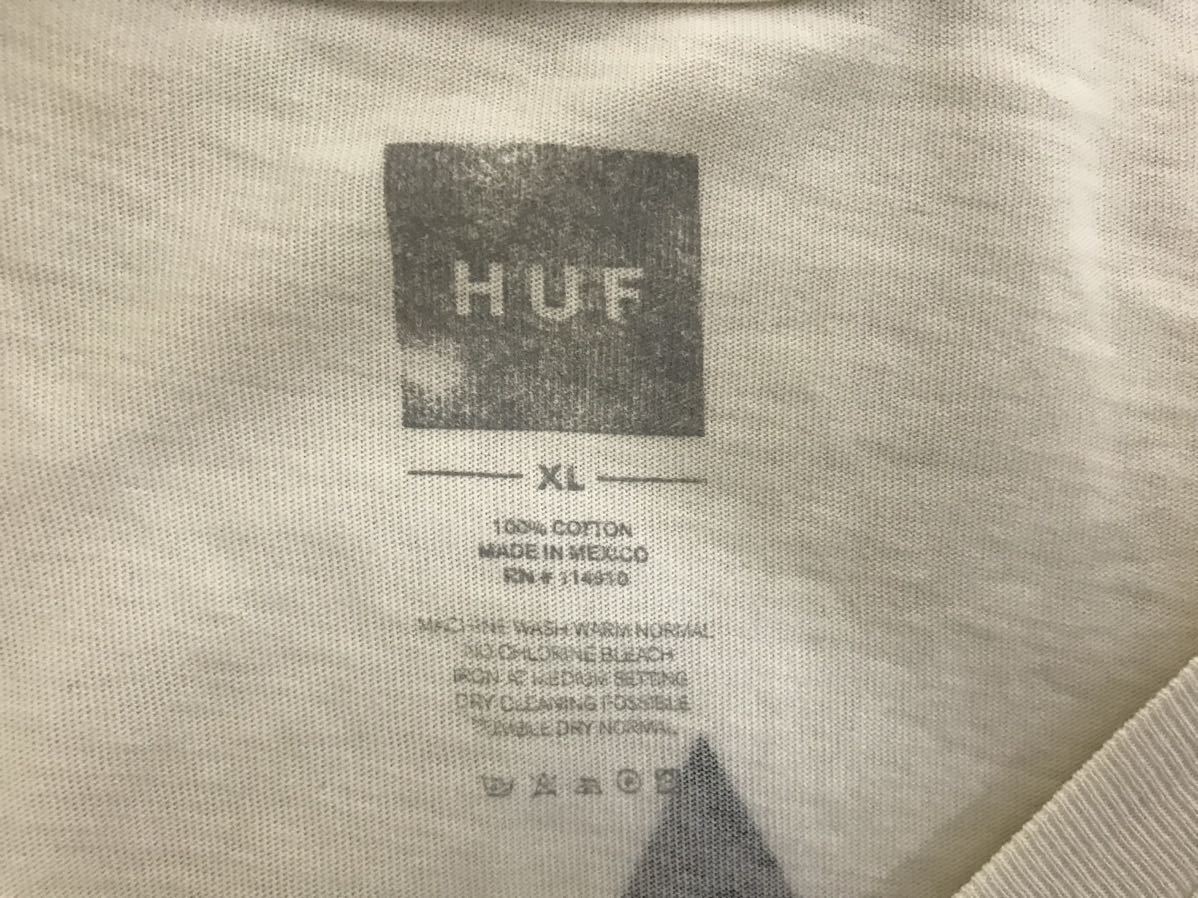 HUF
XL
100% COTTON
MADE IN MEXICO
RN # 114910
MACHINE WASH WARM NORMAL
NO CHLORINE BLEACH
IRON AT MEDIUM SETTING
DRY CLEANING POSSIBLE
TUMBLE DRY NORMAL